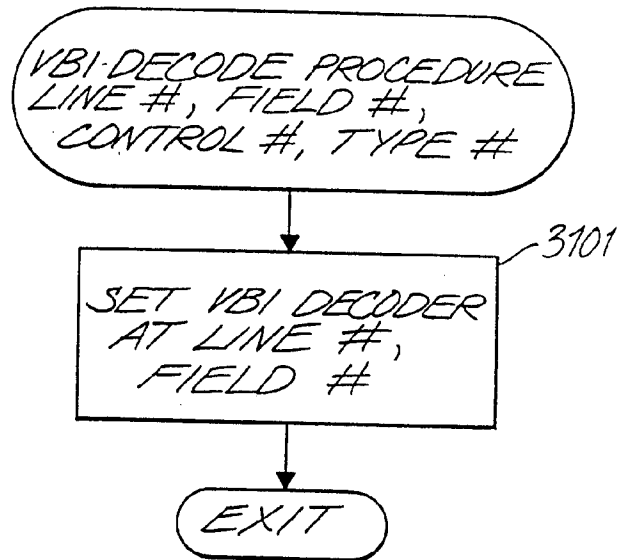 VBI-DECODE PROCEDURE
LINE #, FIELD #,
CONTROL #, TYPE #
3101
SET VBI DECODER
AT LINE #,
FIELD #
EXIT